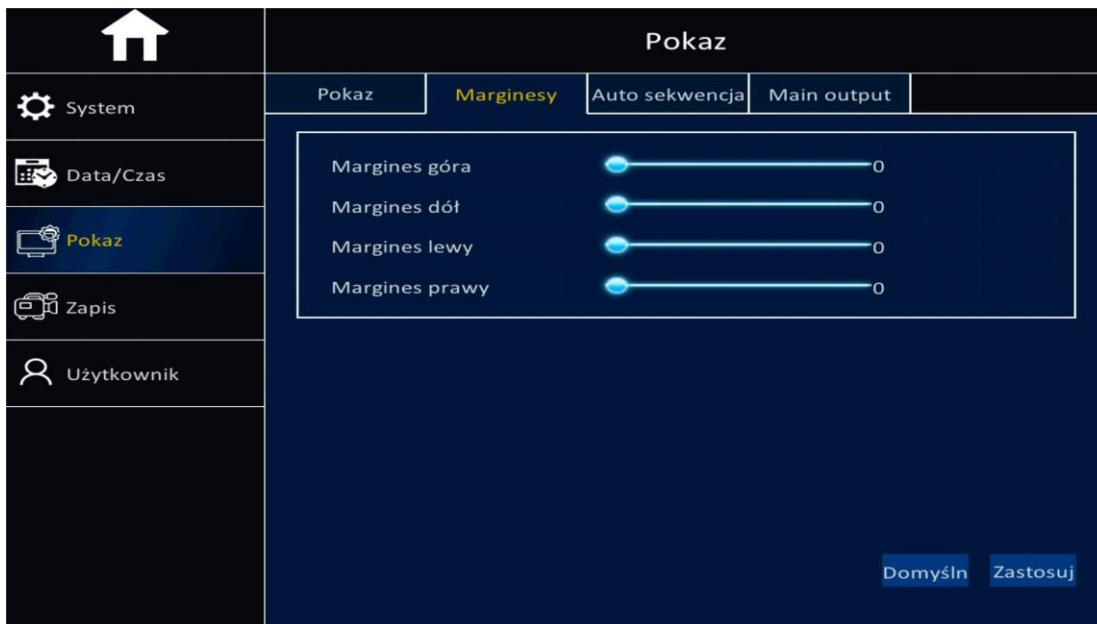 Pokaz
System
Data/Czas
Pokaz
Zapis
Użytkownik
Pokaz Marginesy Auto sekwencja Main output
Margines góra 0
Margines dół 0
Margines lewy 0
Margines prawy 0
Domyśln Zastosuj